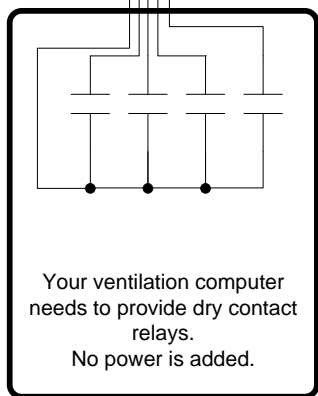 Your ventilation computer
needs to provide dry contact
relays.
No power is added.